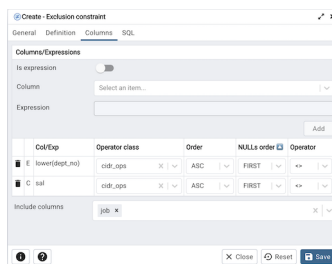 Create - Exclusion constraint
General Definition Columns SQL
Columns/Expressions
Is expression
Column Select an item...
Expression
Add
Col/Exp Operator class Order NULLs order Operator
E lower(dept_no) cidr_ops ASC FIRST <>
C sal cidr_ops ASC FIRST <>
Include columns job
Close Reset Save